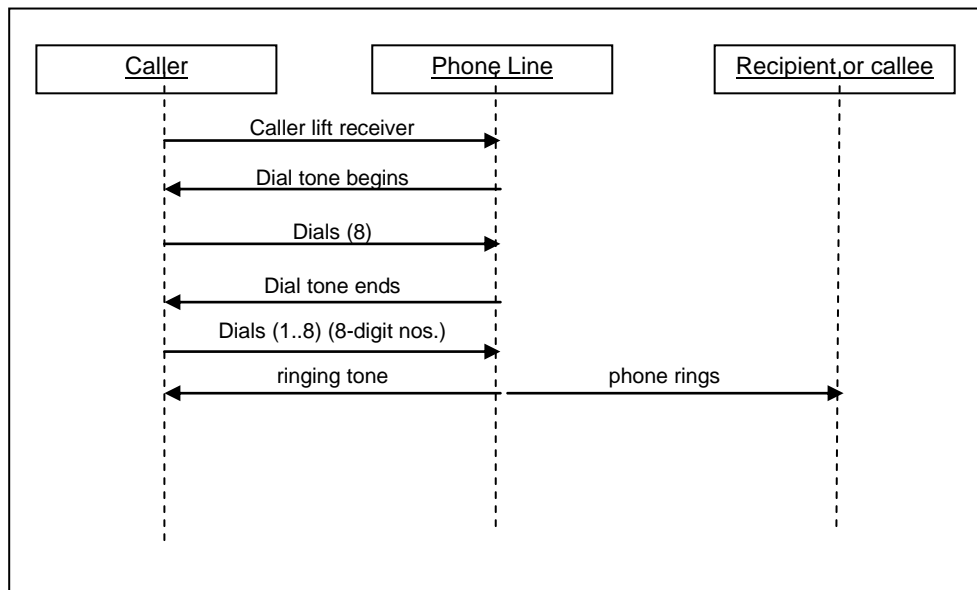 Caller
Phone Line
Recipient or callee
Caller lift receiver
Dial tone begins
Dials (8)
Dial tone ends
Dials (1..8) (8-digit nos.)
ringing tone
phone rings